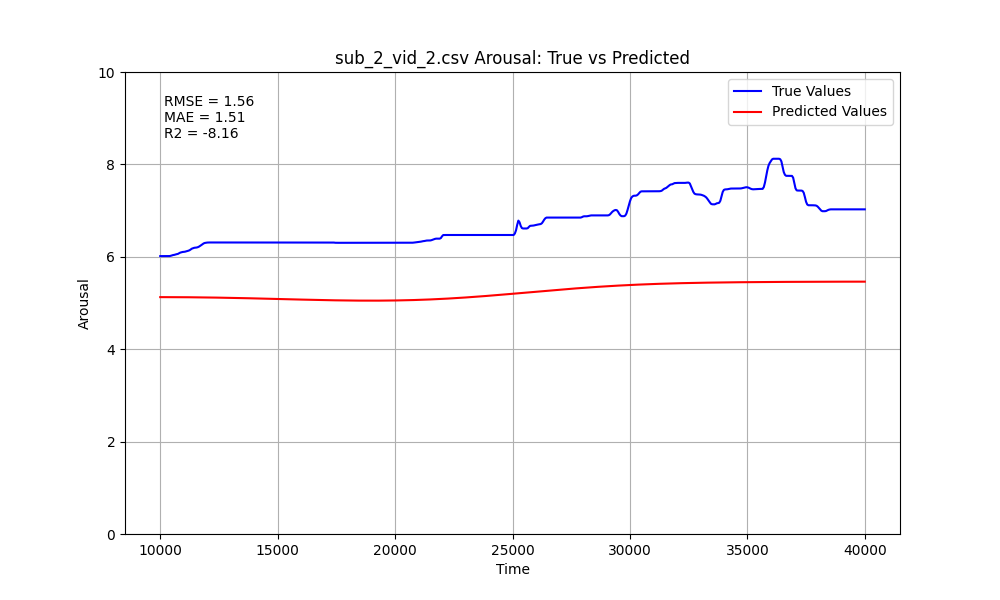 sub_2_vid_2.csv Arousal: True vs Predicted
RMSE = 1.56
MAE = 1.51
R2 = -8.16
True Values
Predicted Values
10
8
6
4
2
0
Arousal
10000
15000
20000
25000
30000
35000
40000
Time